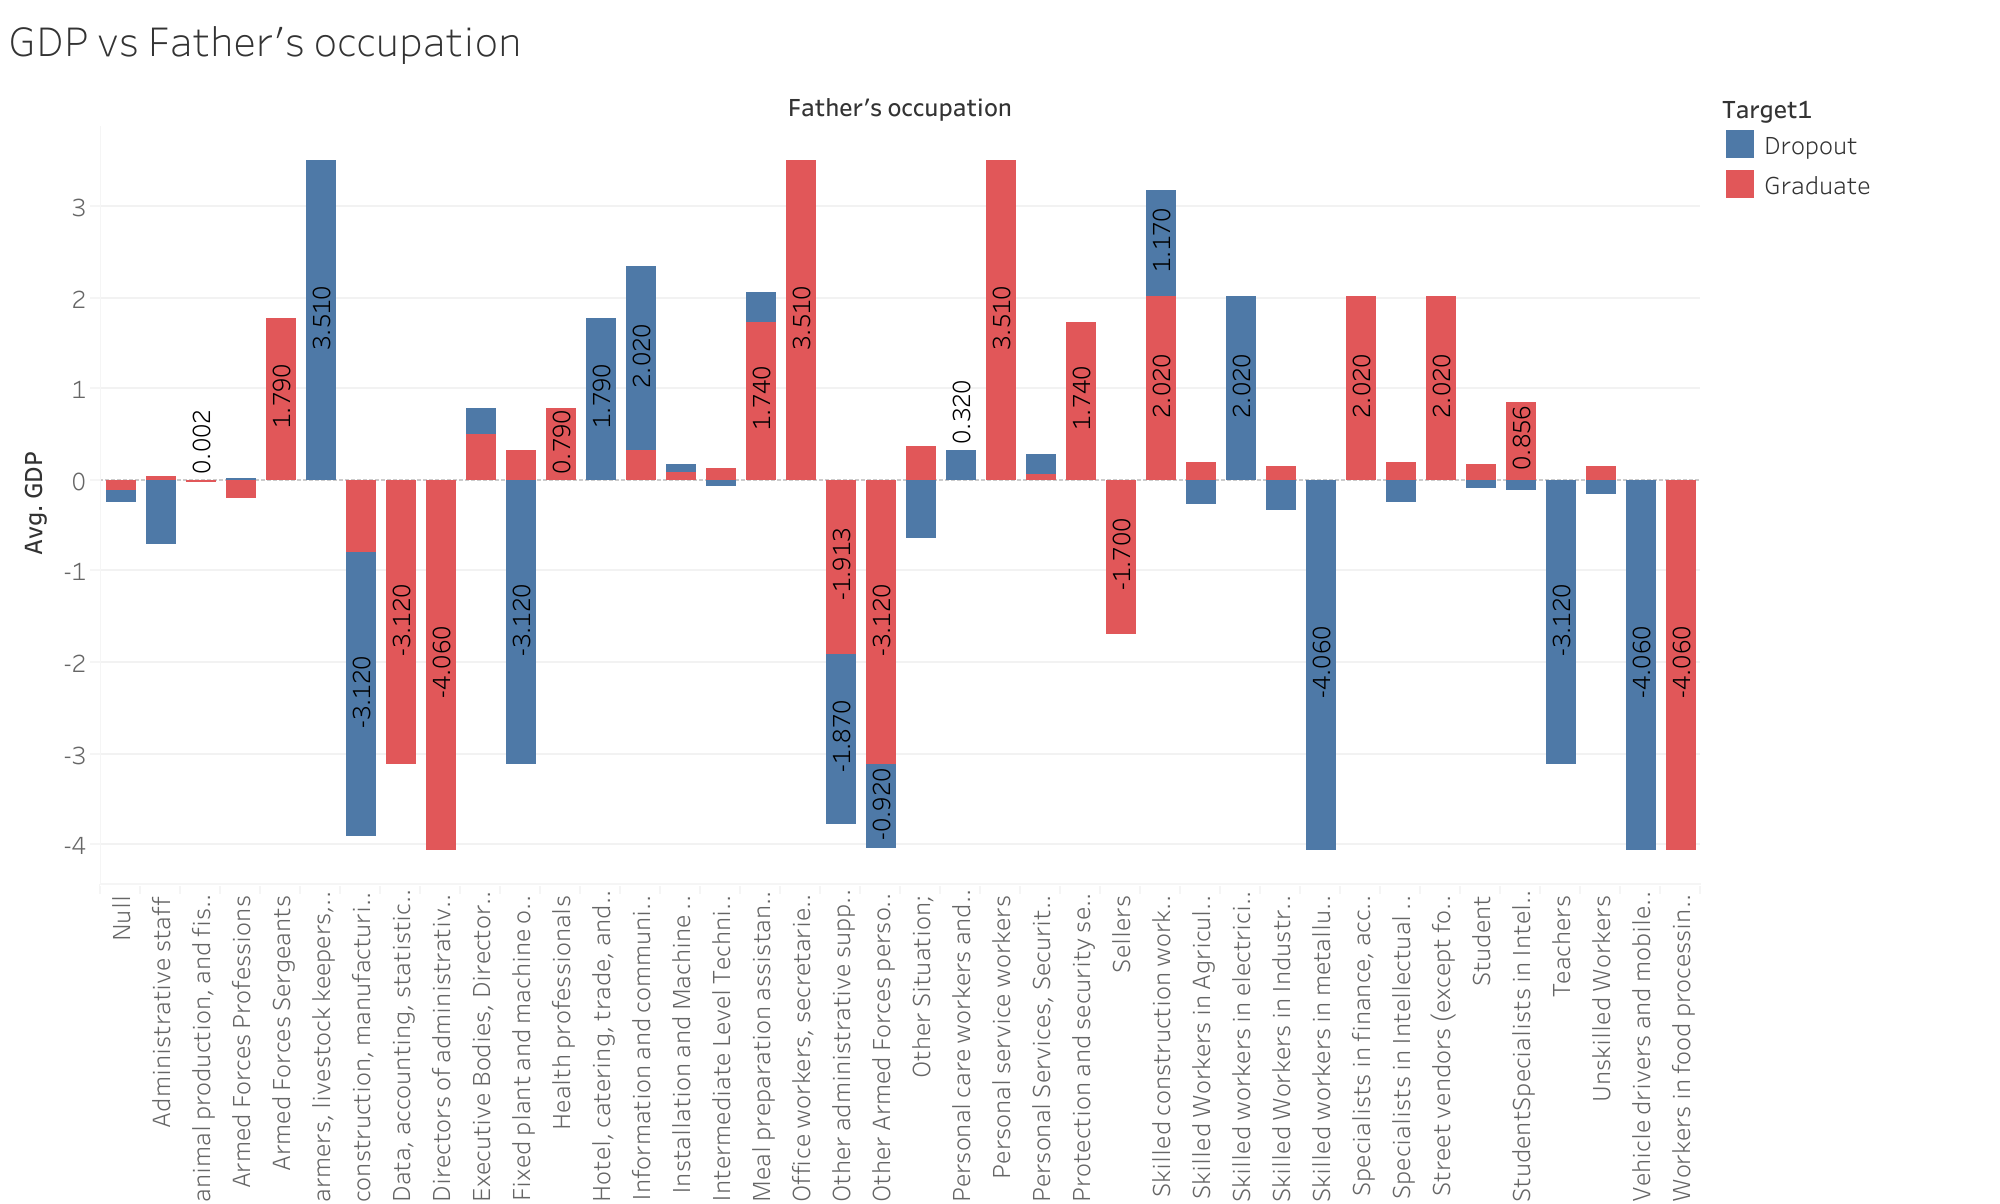 GDP vs Father's occupation
Father's occupation
Target1
Dropout
Graduate
Avg. GDP
3
2
1
0
-1
-2
-3
-4
0.002
1.790
3.510
-3.120
-3.120
-4.060
-3.120
0.790
1.790
2.020
1.740
3.510
-1.913
-1.870
-3.120
-0.920
0.320
3.510
1.740
-1.700
1.170
2.020
2.020
-4.060
2.020
2.020
0.856
-3.120
-4.060
-4.060
Null
Administrative staff
animal production, and fis..
Armed Forces Professions
Armed Forces Sergeants
armers, livestock keepers,..
construction, manufacturi..
Data, accounting, statistic..
Directors of administrativ..
Executive Bodies, Director..
Fixed plant and machine o..
Health professionals
Hotel, catering, trade, and..
Information and communi..
Installation and Machine ..
Intermediate Level Techni..
Meal preparation assistan..
Office workers, secretarie..
Other administrative supp..
Other Armed Forces perso..
Other Situation;
Personal care workers and..
Personal service workers
Personal Services, Securit..
Protection and security se..
Sellers
Skilled construction work..
Skilled Workers in Agricul..
Skilled workers in electrici..
Skilled Workers in Industr..
Skilled workers in metallu..
Specialists in finance, acc..
Specialists in Intellectual ..
Street vendors (except fo..
Student
StudentSpecialists in Intel..
Teachers
Unskilled Workers
Vehicle drivers and mobile..
Workers in food processin..